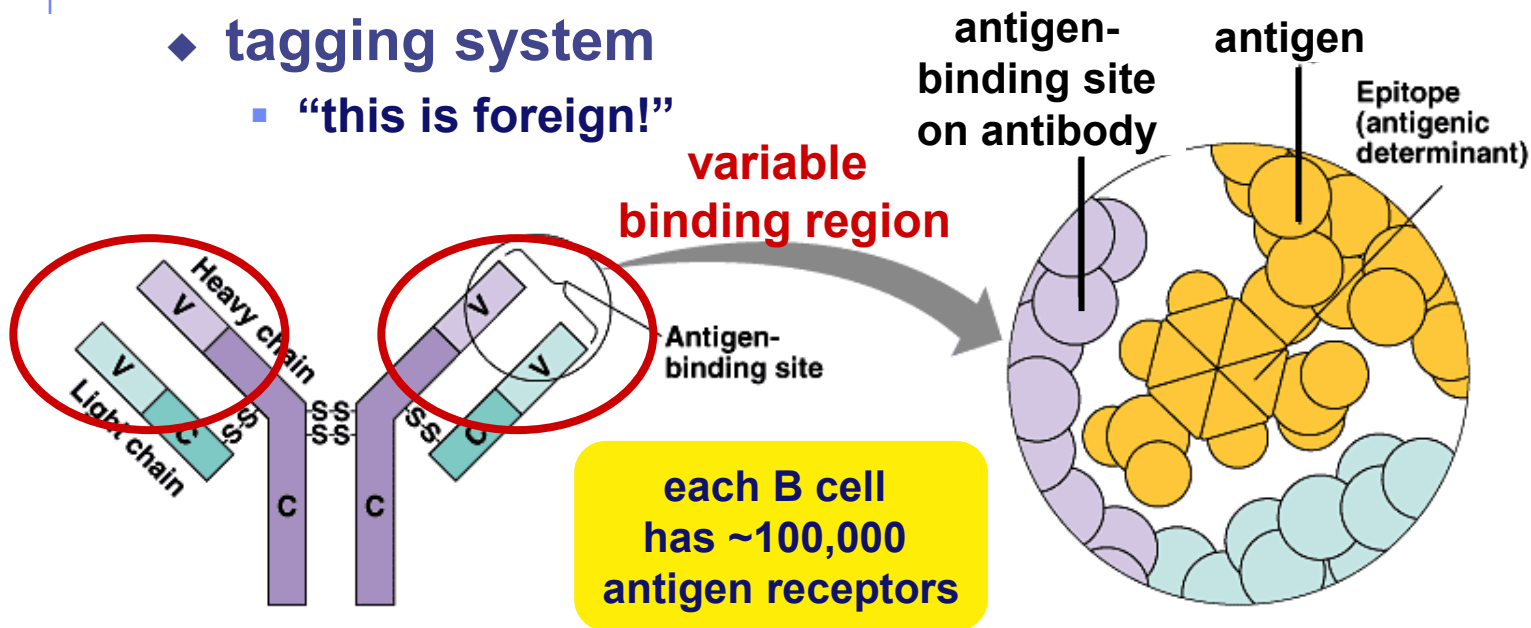 ◆ tagging system
▪ “this is foreign!”
variable
binding region
antigen-
binding site
on antibody
antigen
Epitope
(antigenic
determinant)
Heavy chain
Light chain
V
V
V
V
C
C
C
C
S
S
-S-S-
-S-S-
S-S-
Antigen-
binding site
each B cell
has ~100,000
antigen receptors